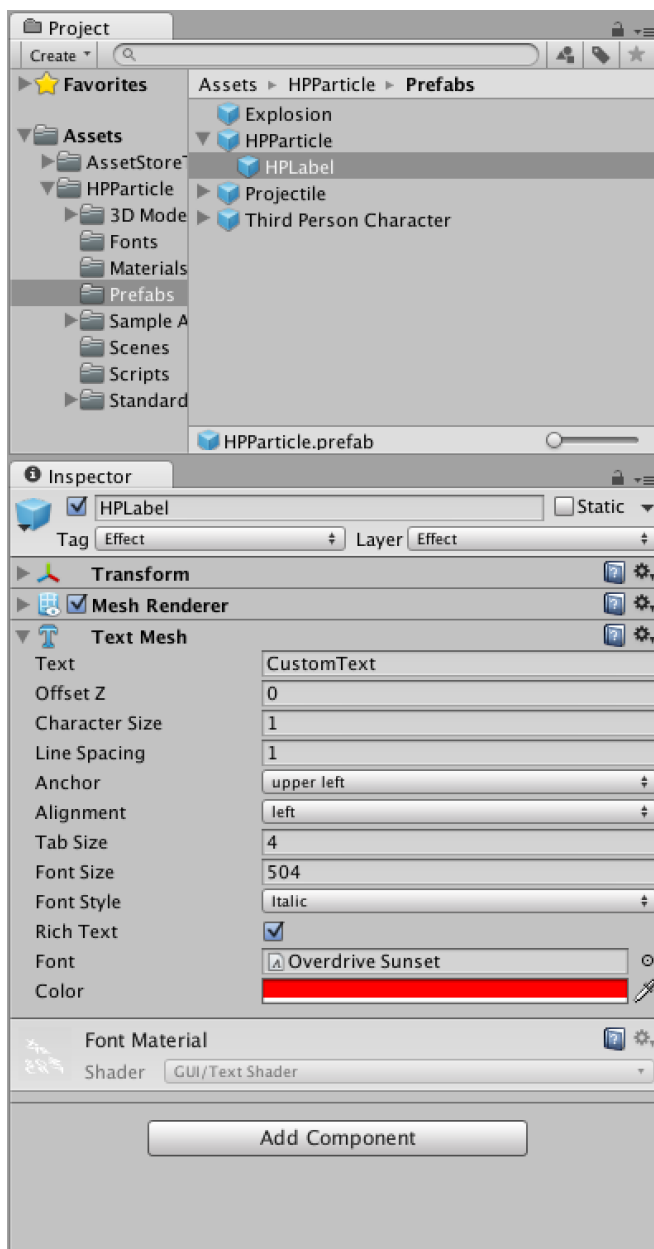 Project
Create
Favorites
Assets ▸ HPParticle ▸ Prefabs
Explosion
Assets
HPParticle
AssetStore
HPLabel
HPParticle
Projectile
3D Mode
Third Person Character
Fonts
Materials
Prefabs
Sample A
Scenes
Scripts
Standard
HPParticle.prefab
Inspector
HPLabel Static
Tag Effect Layer Effect
Transform
Mesh Renderer
Text Mesh
Text CustomText
Offset Z 0
Character Size 1
Line Spacing 1
Anchor upper left
Alignment left
Tab Size 4
Font Size 504
Font Style Italic
Rich Text
Font Overdrive Sunset
Color
Font Material
Shader GUI/Text Shader
Add Component